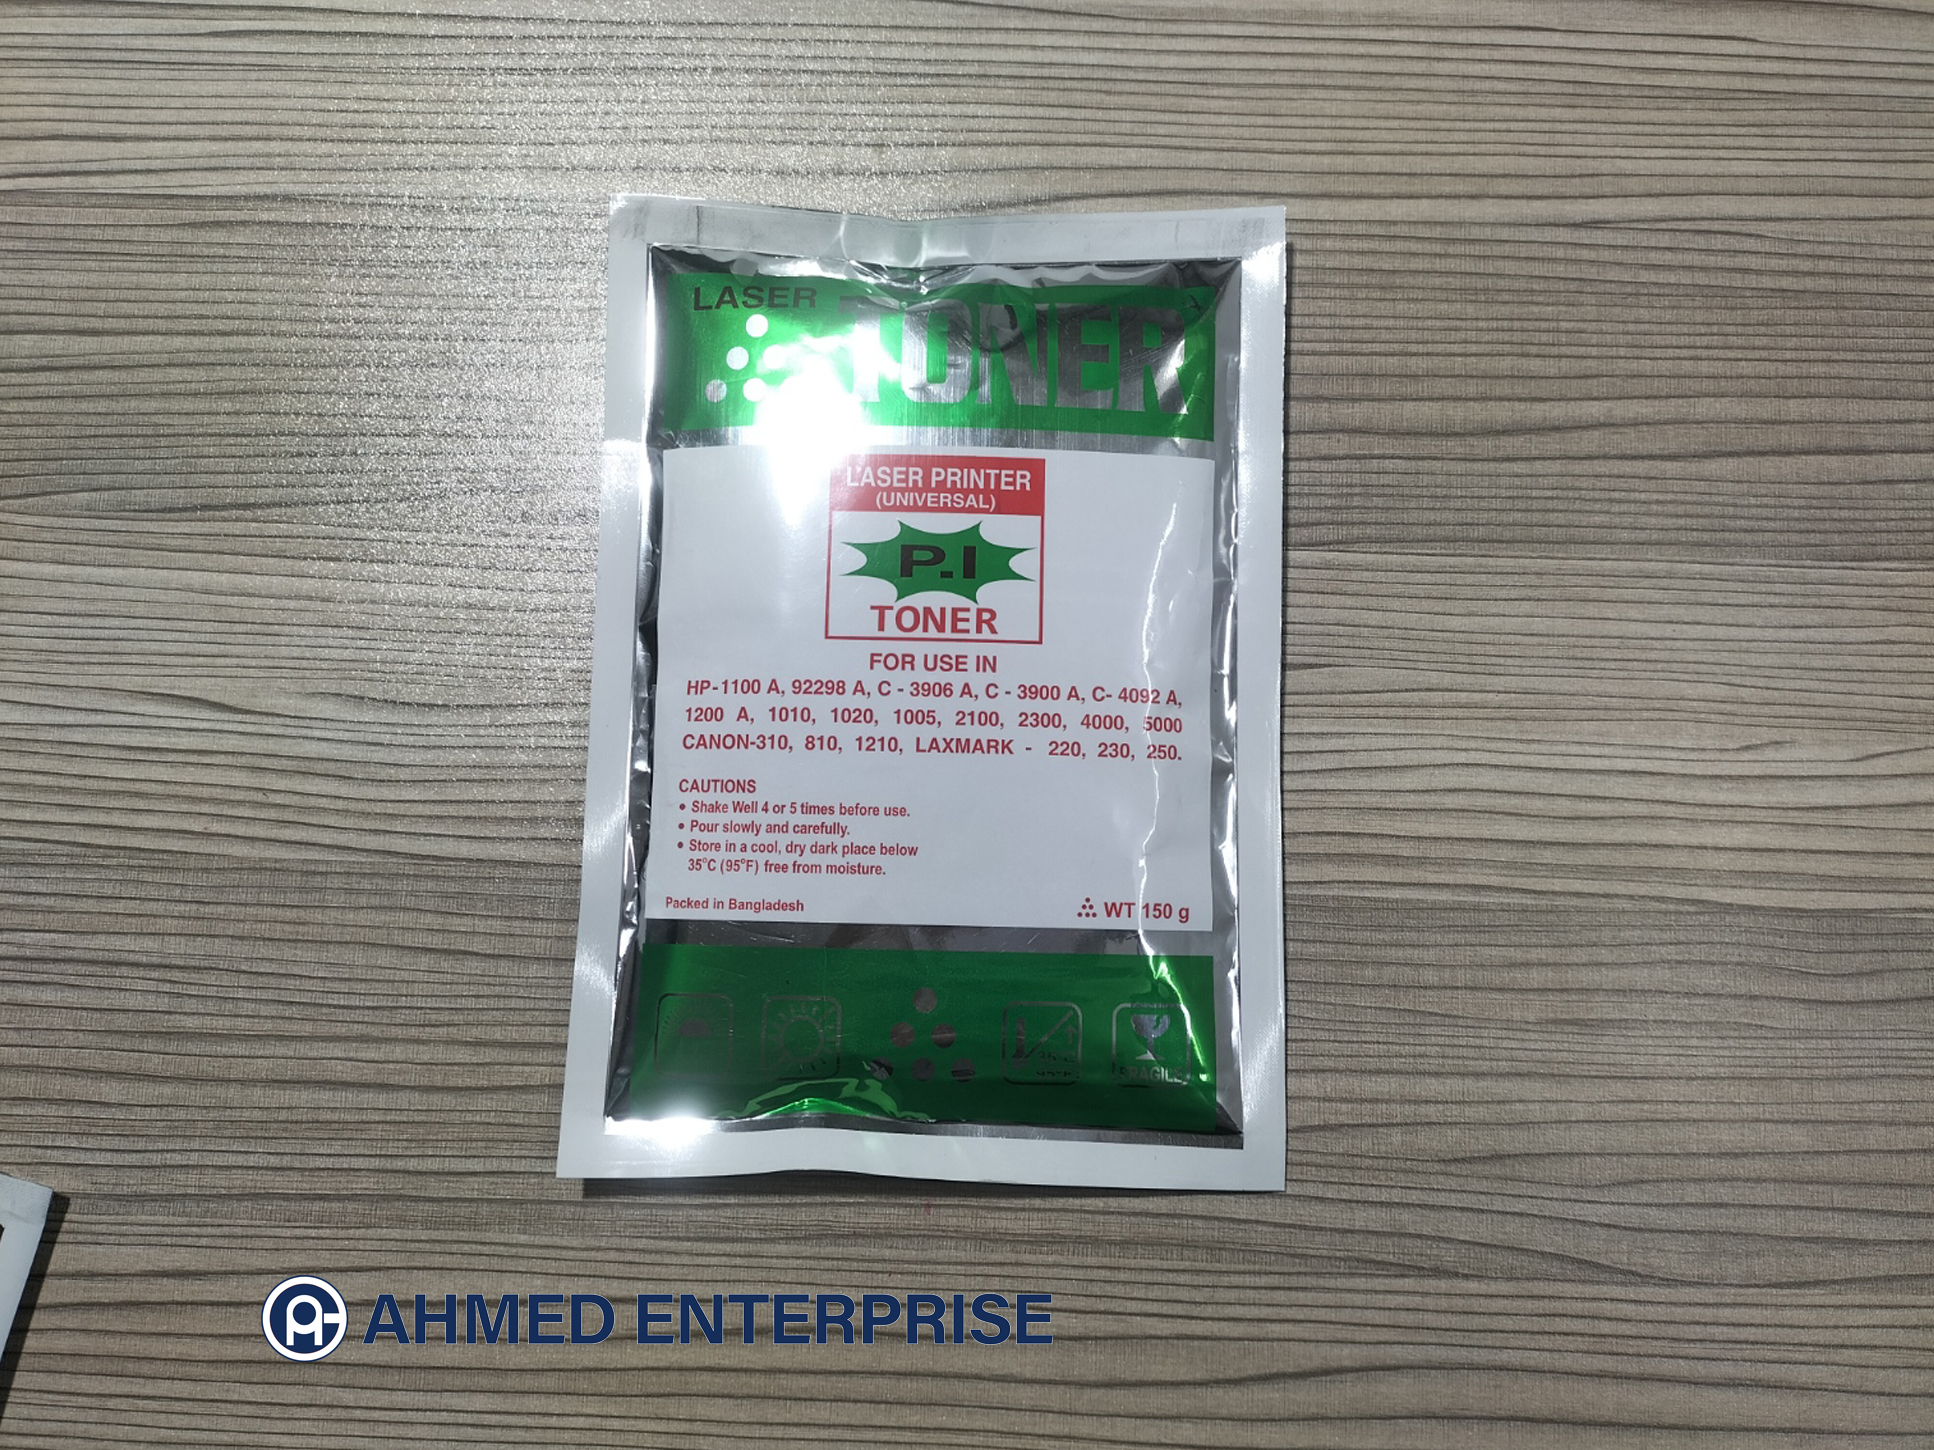 LASER
TONER
LASER PRINTER
(UNIVERSAL)
P.I
TONER
FOR USE IN
HP-1100 A, 92298 A, C - 3906 A, C - 3900 A, C- 4092 A,
1200 A, 1010, 1020, 1005, 2100, 2300, 4000, 5000
CANON-310, 810, 1210, LAXMARK - 220, 230, 250.
CAUTIONS
• Shake Well 4 or 5 times before use.
• Pour slowly and carefully.
• Store in a cool, dry dark place below
35°C (95°F) free from moisture.
Packed in Bangladesh
WT 150 g
FRAGILE
AHMED ENTERPRISE